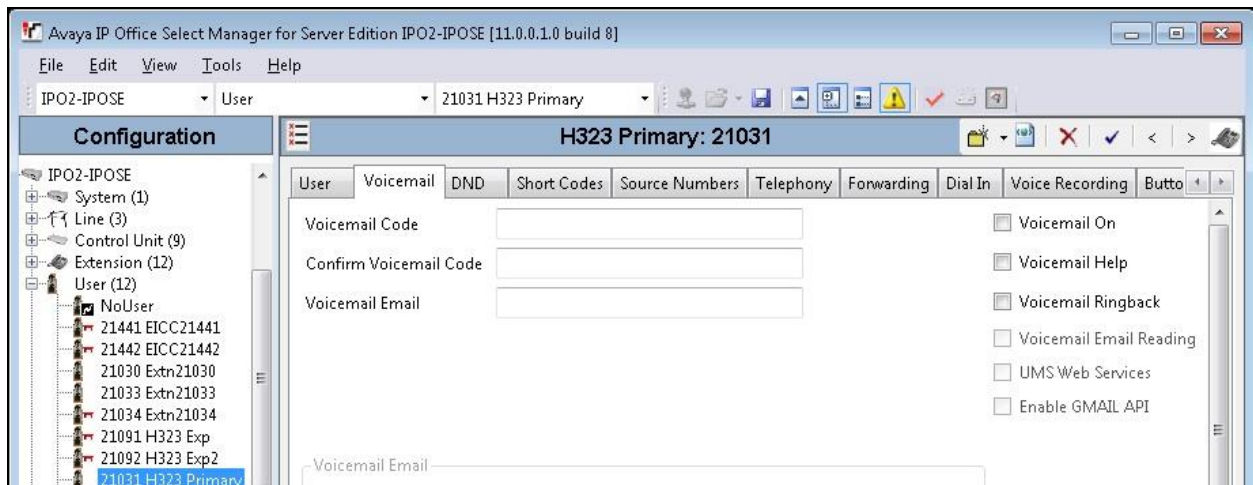 Avaya IP Office Select Manager for Server Edition IPO2-IPOSE [11.0.0.1.0 build 8]
File Edit View Tools Help
IPO2-IPOSE User 21031 H323 Primary
Configuration
H323 Primary: 21031
IPO2-IPOSE
System (1)
Line (3)
Control Unit (9)
Extension (12)
User (12)
NoUser
21441 EICC21441
21442 EICC21442
21030 Extn21030
21033 Extn21033
21034 Extn21034
21091 H323 Exp
21092 H323 Exp2
21031 H323 Primary
User Voicemail DND Short Codes Source Numbers Telephony Forwarding Dial In Voice Recording Butto
Voicemail Code
Confirm Voicemail Code
Voicemail Email
Voicemail On
Voicemail Help
Voicemail Ringback
Voicemail Email Reading
UMS Web Services
Enable GMAIL API
Voicemail Email